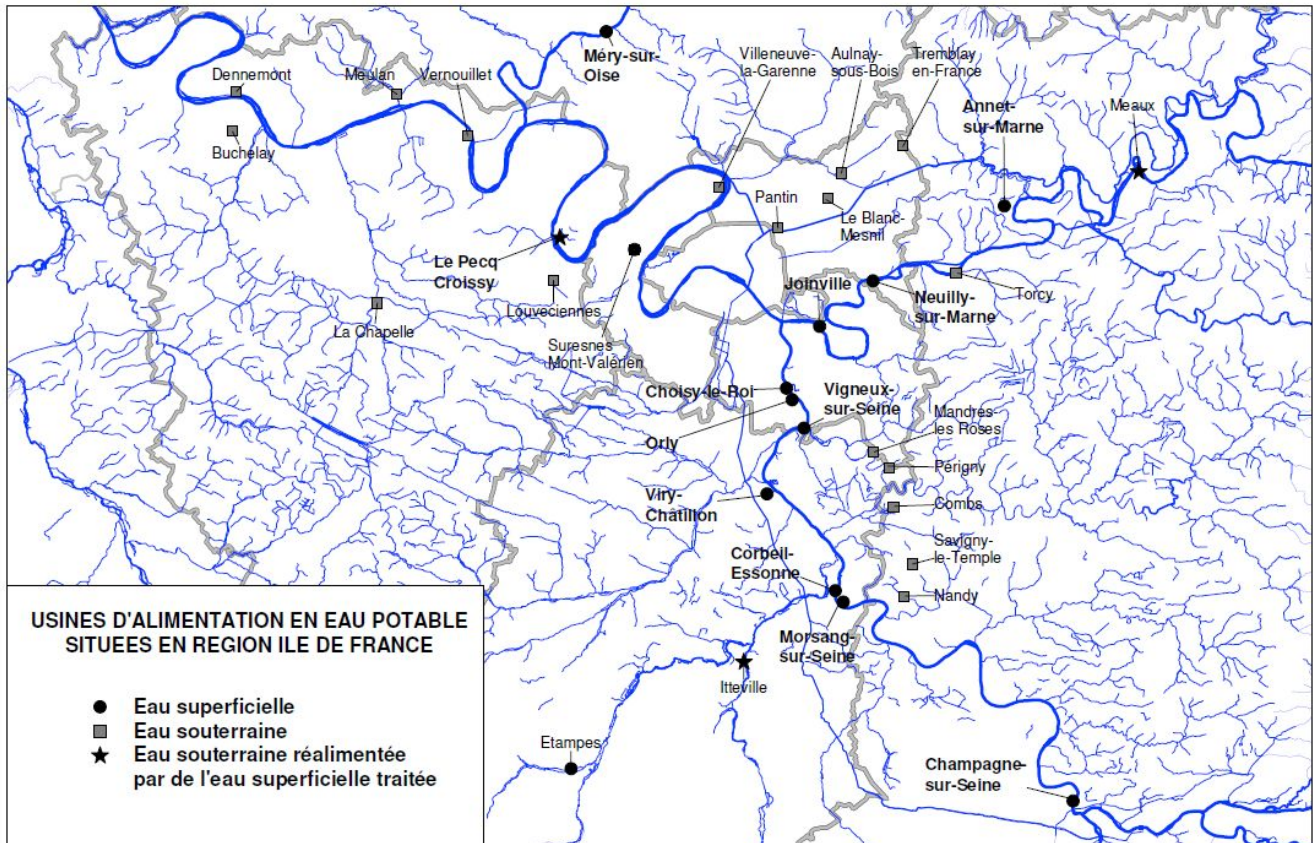 Méry-sur-
Oise
Villeneuve-
la-Garenne
Aulnay-
sous-Bois
Tremblay
en-France
Dennemont
Meulan
Vernouillet
Annet-
sur-Marne
Meaux
Buchelay
Pantin
Le Blanc-
Mesnil
Le Pecq
Croissy
Joinville
Neuilly-
sur-Marne
Torcy
Louveciennes
La Chapelle
Suresnes
Mont-Valérien
Choisy-le-Roi
Vigneux-
sur-Seine
Mandres-
les Roses
Orly
Périgny
Viry-
Chatillon
Combs
Corbeil-
Essonne
Savigny-
le-Temple
Nandy
Morsang-
sur-Seine
Itteville
Etampes
Champagne-
sur-Seine
USINES D'ALIMENTATION EN EAU POTABLE
SITUEES EN REGION ILE DE FRANCE
Eau superficielle
Eau souterraine
Eau souterraine réalimentée
par de l'eau superficielle traitée